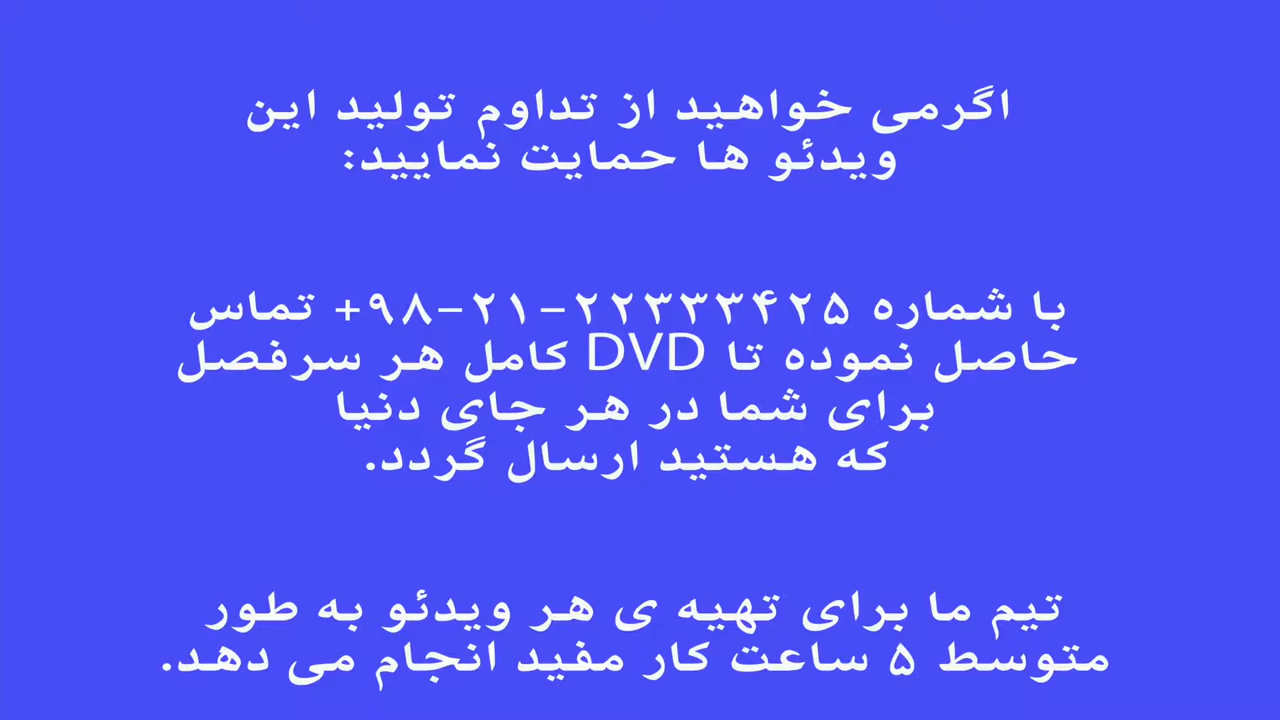 اگرمی خواهید از تداوم تولید این
ویدئو ها حمایت نمایید:
با شماره ۲۲۳۳۳۴۲۵-۲۱-۹۸+ تماس
حاصل نموده تا DVD کامل هر سرفصل
برای شما در هر جای دنیا
که هستید ارسال گردد.
تیم ما برای تهیه ی هر ویدئو به طور
متوسط ۵ ساعت کار مفید انجام می دهد.